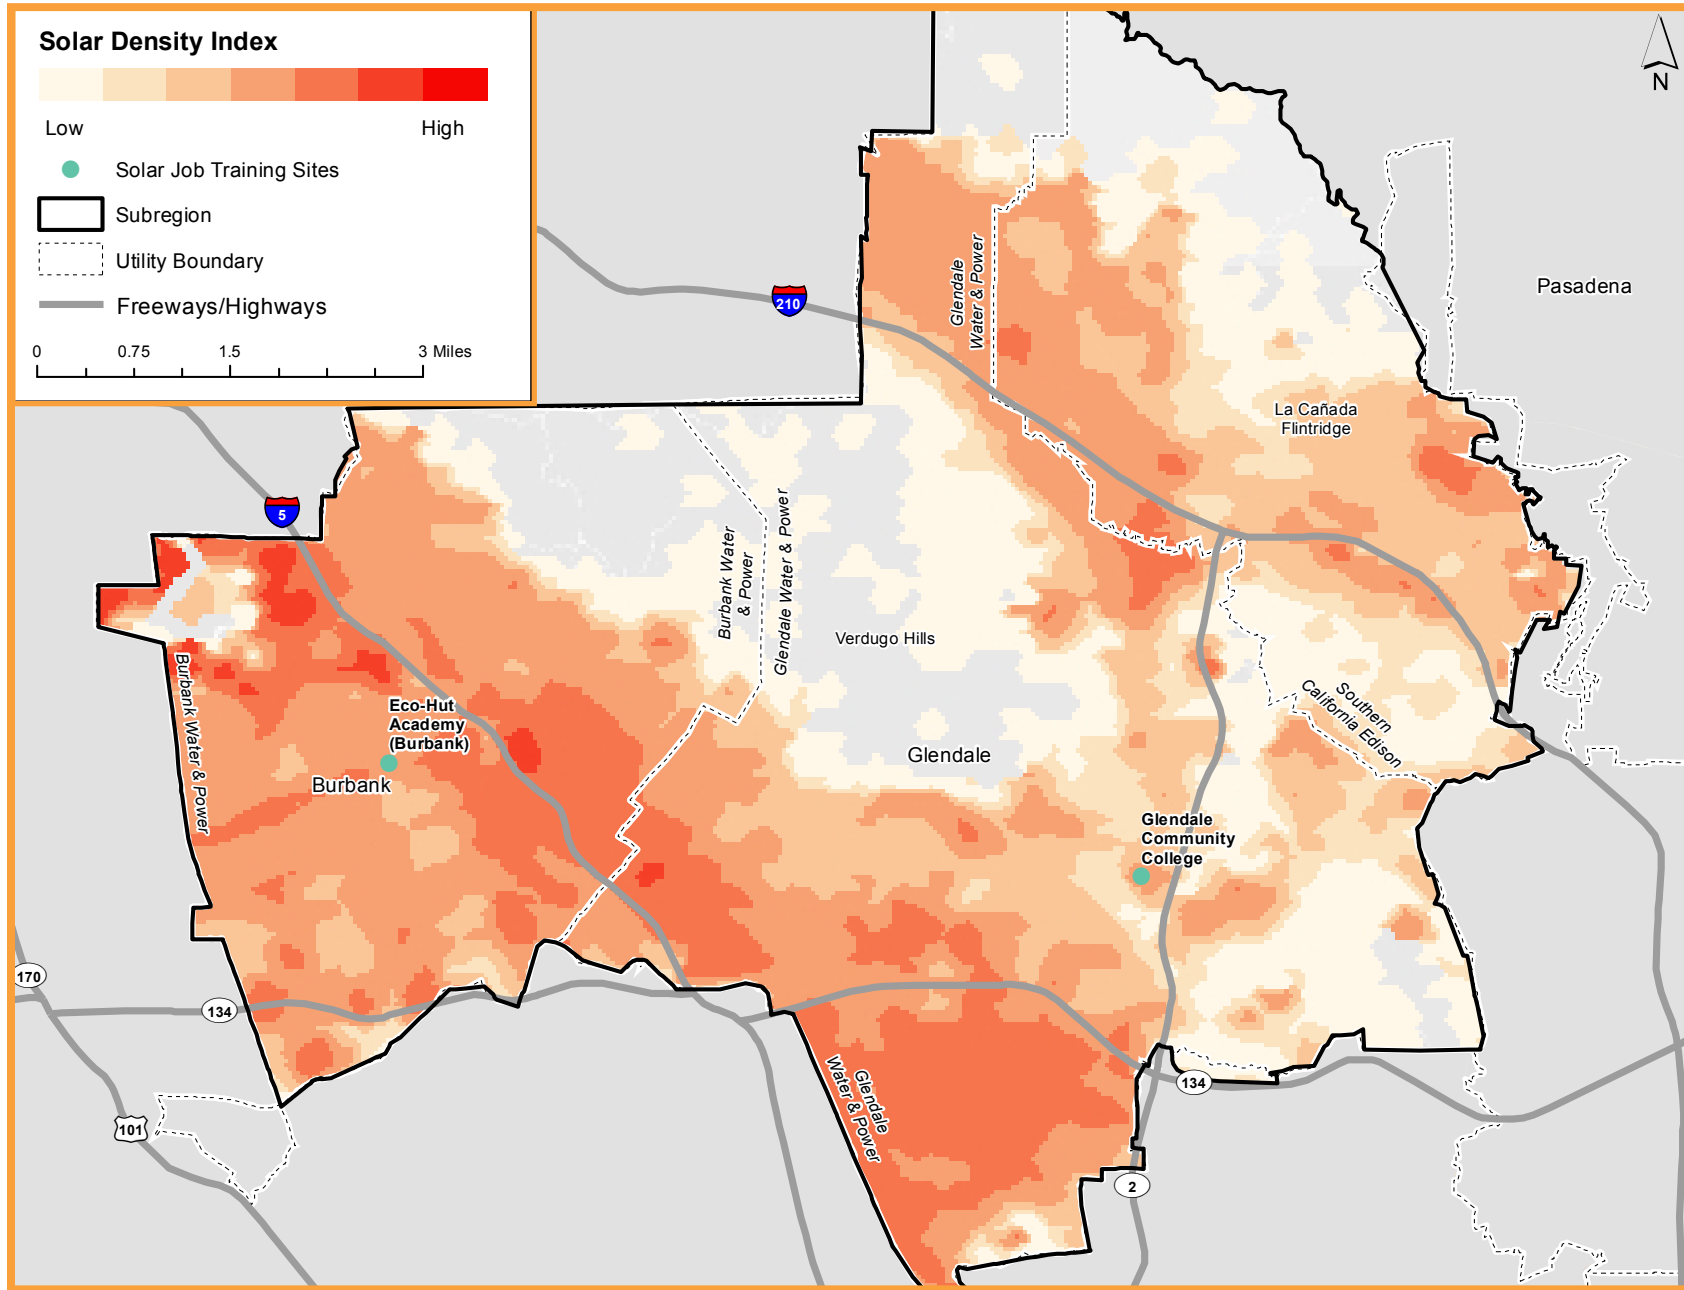 Solar Density Index
Low
High
Solar Job Training Sites
Subregion
Utility Boundary
Freeways/Highways
0
0.75
1.5
3 Miles
N
Pasadena
210
Glendale
Water & Power
La Cañada
Flintridge
5
Burbank Water
& Power
Glendale Water & Power
Verdugo Hills
Burbank Water & Power
Eco-Hut
Academy
(Burbank)
Burbank
Southern
California Edison
Glendale
Glendale
Community
College
170
134
Glendale
Water & Power
134
101
2